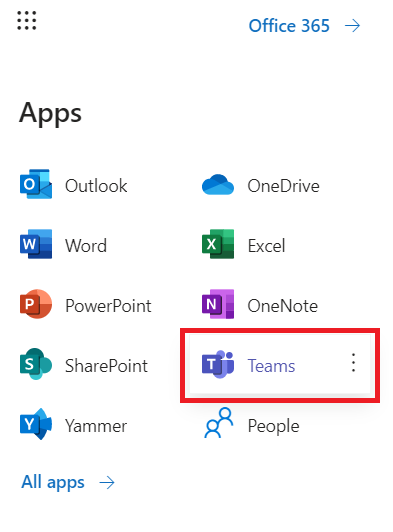 Office 365 →
Apps
Outlook OneDrive
Word Excel
PowerPoint OneNote
SharePoint Teams
Yammer People
All apps →